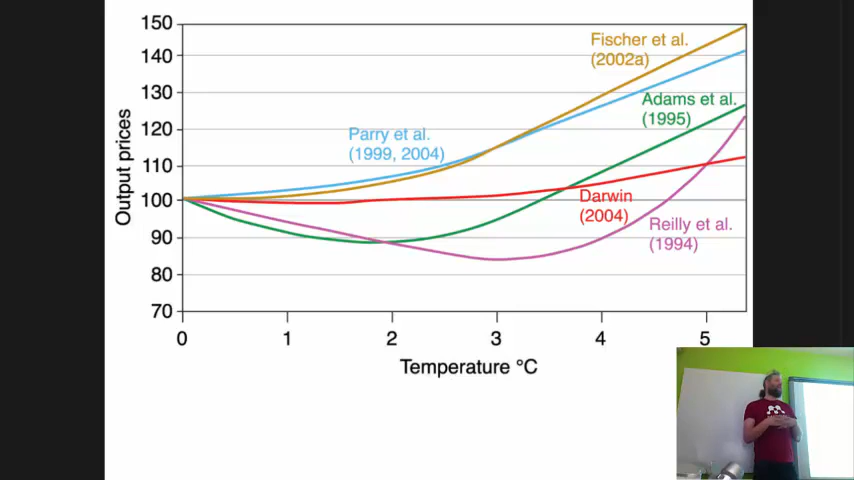 150
140
130
120
110
100
90
80
70
Output prices
0 1 2 3 4 5
Temperature °C
Fischer et al.
(2002a)
Adams et al.
(1995)
Parry et al.
(1999, 2004)
Darwin
(2004)
Reilly et al.
(1994)